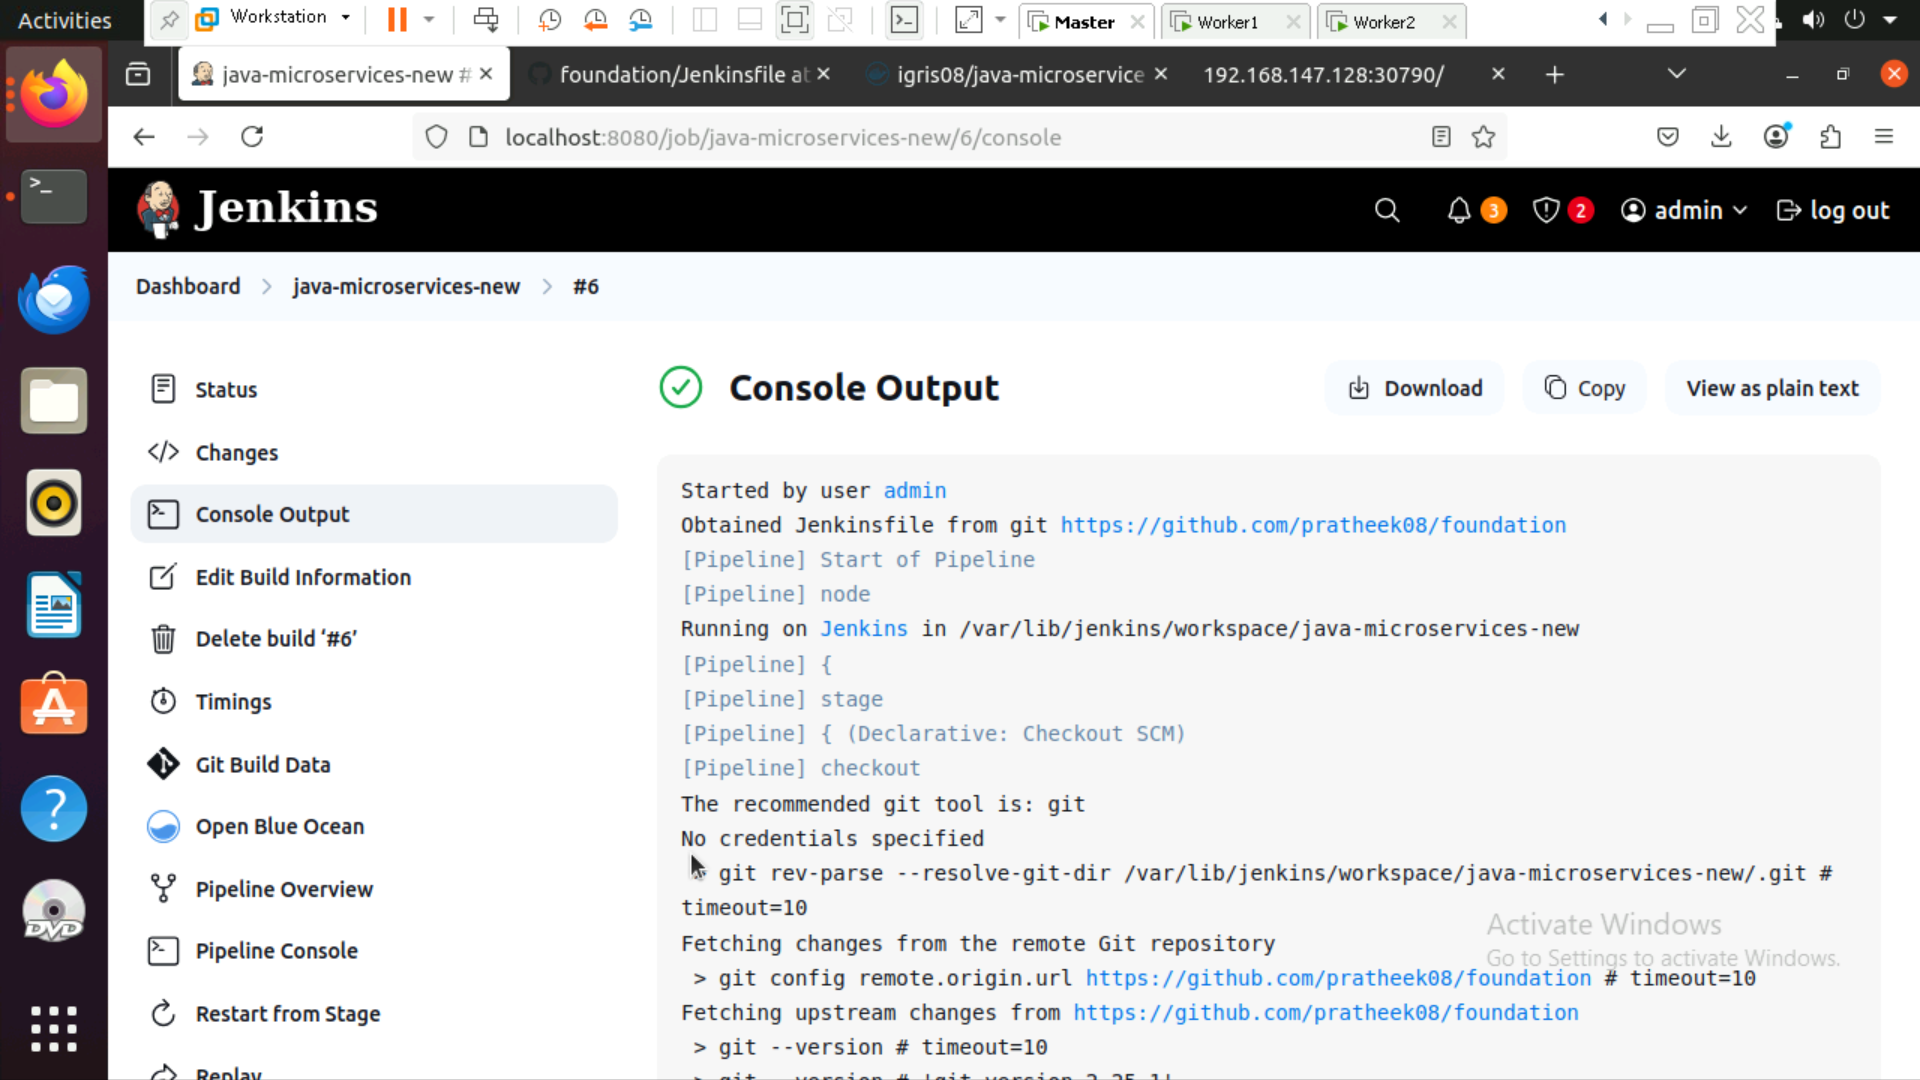 Activities
Workstation
Master
Worker1
Worker2
java-microservices-new #
foundation/Jenkinsfile at
igris08/java-microservice
192.168.147.128:30790/
localhost:8080/job/java-microservices-new/6/console
Jenkins
3
2
admin
log out
Dashboard
java-microservices-new
#6
Status
Changes
Console Output
Edit Build Information
Delete build ‘#6’
Timings
Git Build Data
Open Blue Ocean
Pipeline Overview
Pipeline Console
Restart from Stage
Replay
Console Output
Download
Copy
View as plain text
Started by user admin
Obtained Jenkinsfile from git https://github.com/pratheek08/foundation
[Pipeline] Start of Pipeline
[Pipeline] node
Running on Jenkins in /var/lib/jenkins/workspace/java-microservices-new
[Pipeline] {
[Pipeline] stage
[Pipeline] { (Declarative: Checkout SCM)
[Pipeline] checkout
The recommended git tool is: git
No credentials specified
git rev-parse --resolve-git-dir /var/lib/jenkins/workspace/java-microservices-new/.git #
timeout=10
Fetching changes from the remote Git repository
> git config remote.origin.url https://github.com/pratheek08/foundation # timeout=10
Fetching upstream changes from https://github.com/pratheek08/foundation
> git --version # timeout=10
> git --version # 'git version 2.25.1'
Activate Windows
Go to Settings to activate Windows.
DVD